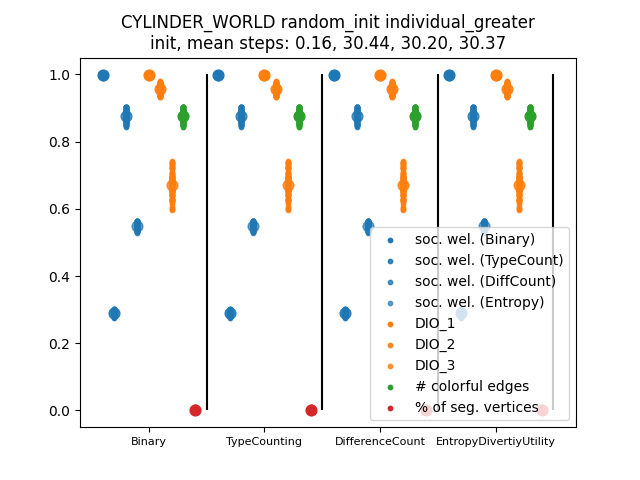 CYLINDER_WORLD random_init individual_greater
init, mean steps: 0.16, 30.44, 30.20, 30.37
1.0
0.8
0.6
0.4
0.2
0.0
soc. wel. (Binary)
soc. wel. (TypeCount)
soc. wel. (DiffCount)
soc. wel. (Entropy)
DIO_1
DIO_2
DIO_3
# colorful edges
% of seg. vertices
Binary
TypeCounting
DifferenceCount
EntropyDivertiyUtility